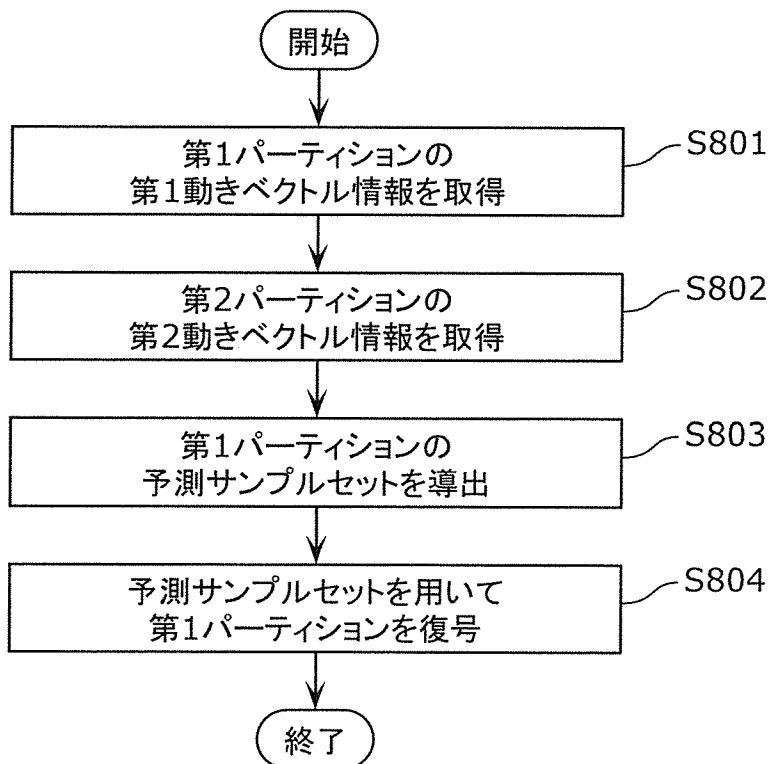 開始
第1パーティションの
第1動きベクトル情報を取得
S801
第2パーティションの
第2動きベクトル情報を取得
S802
第1パーティションの
予測サンプルセットを導出
S803
予測サンプルセットを用いて
第1パーティションを復号
S804
終了